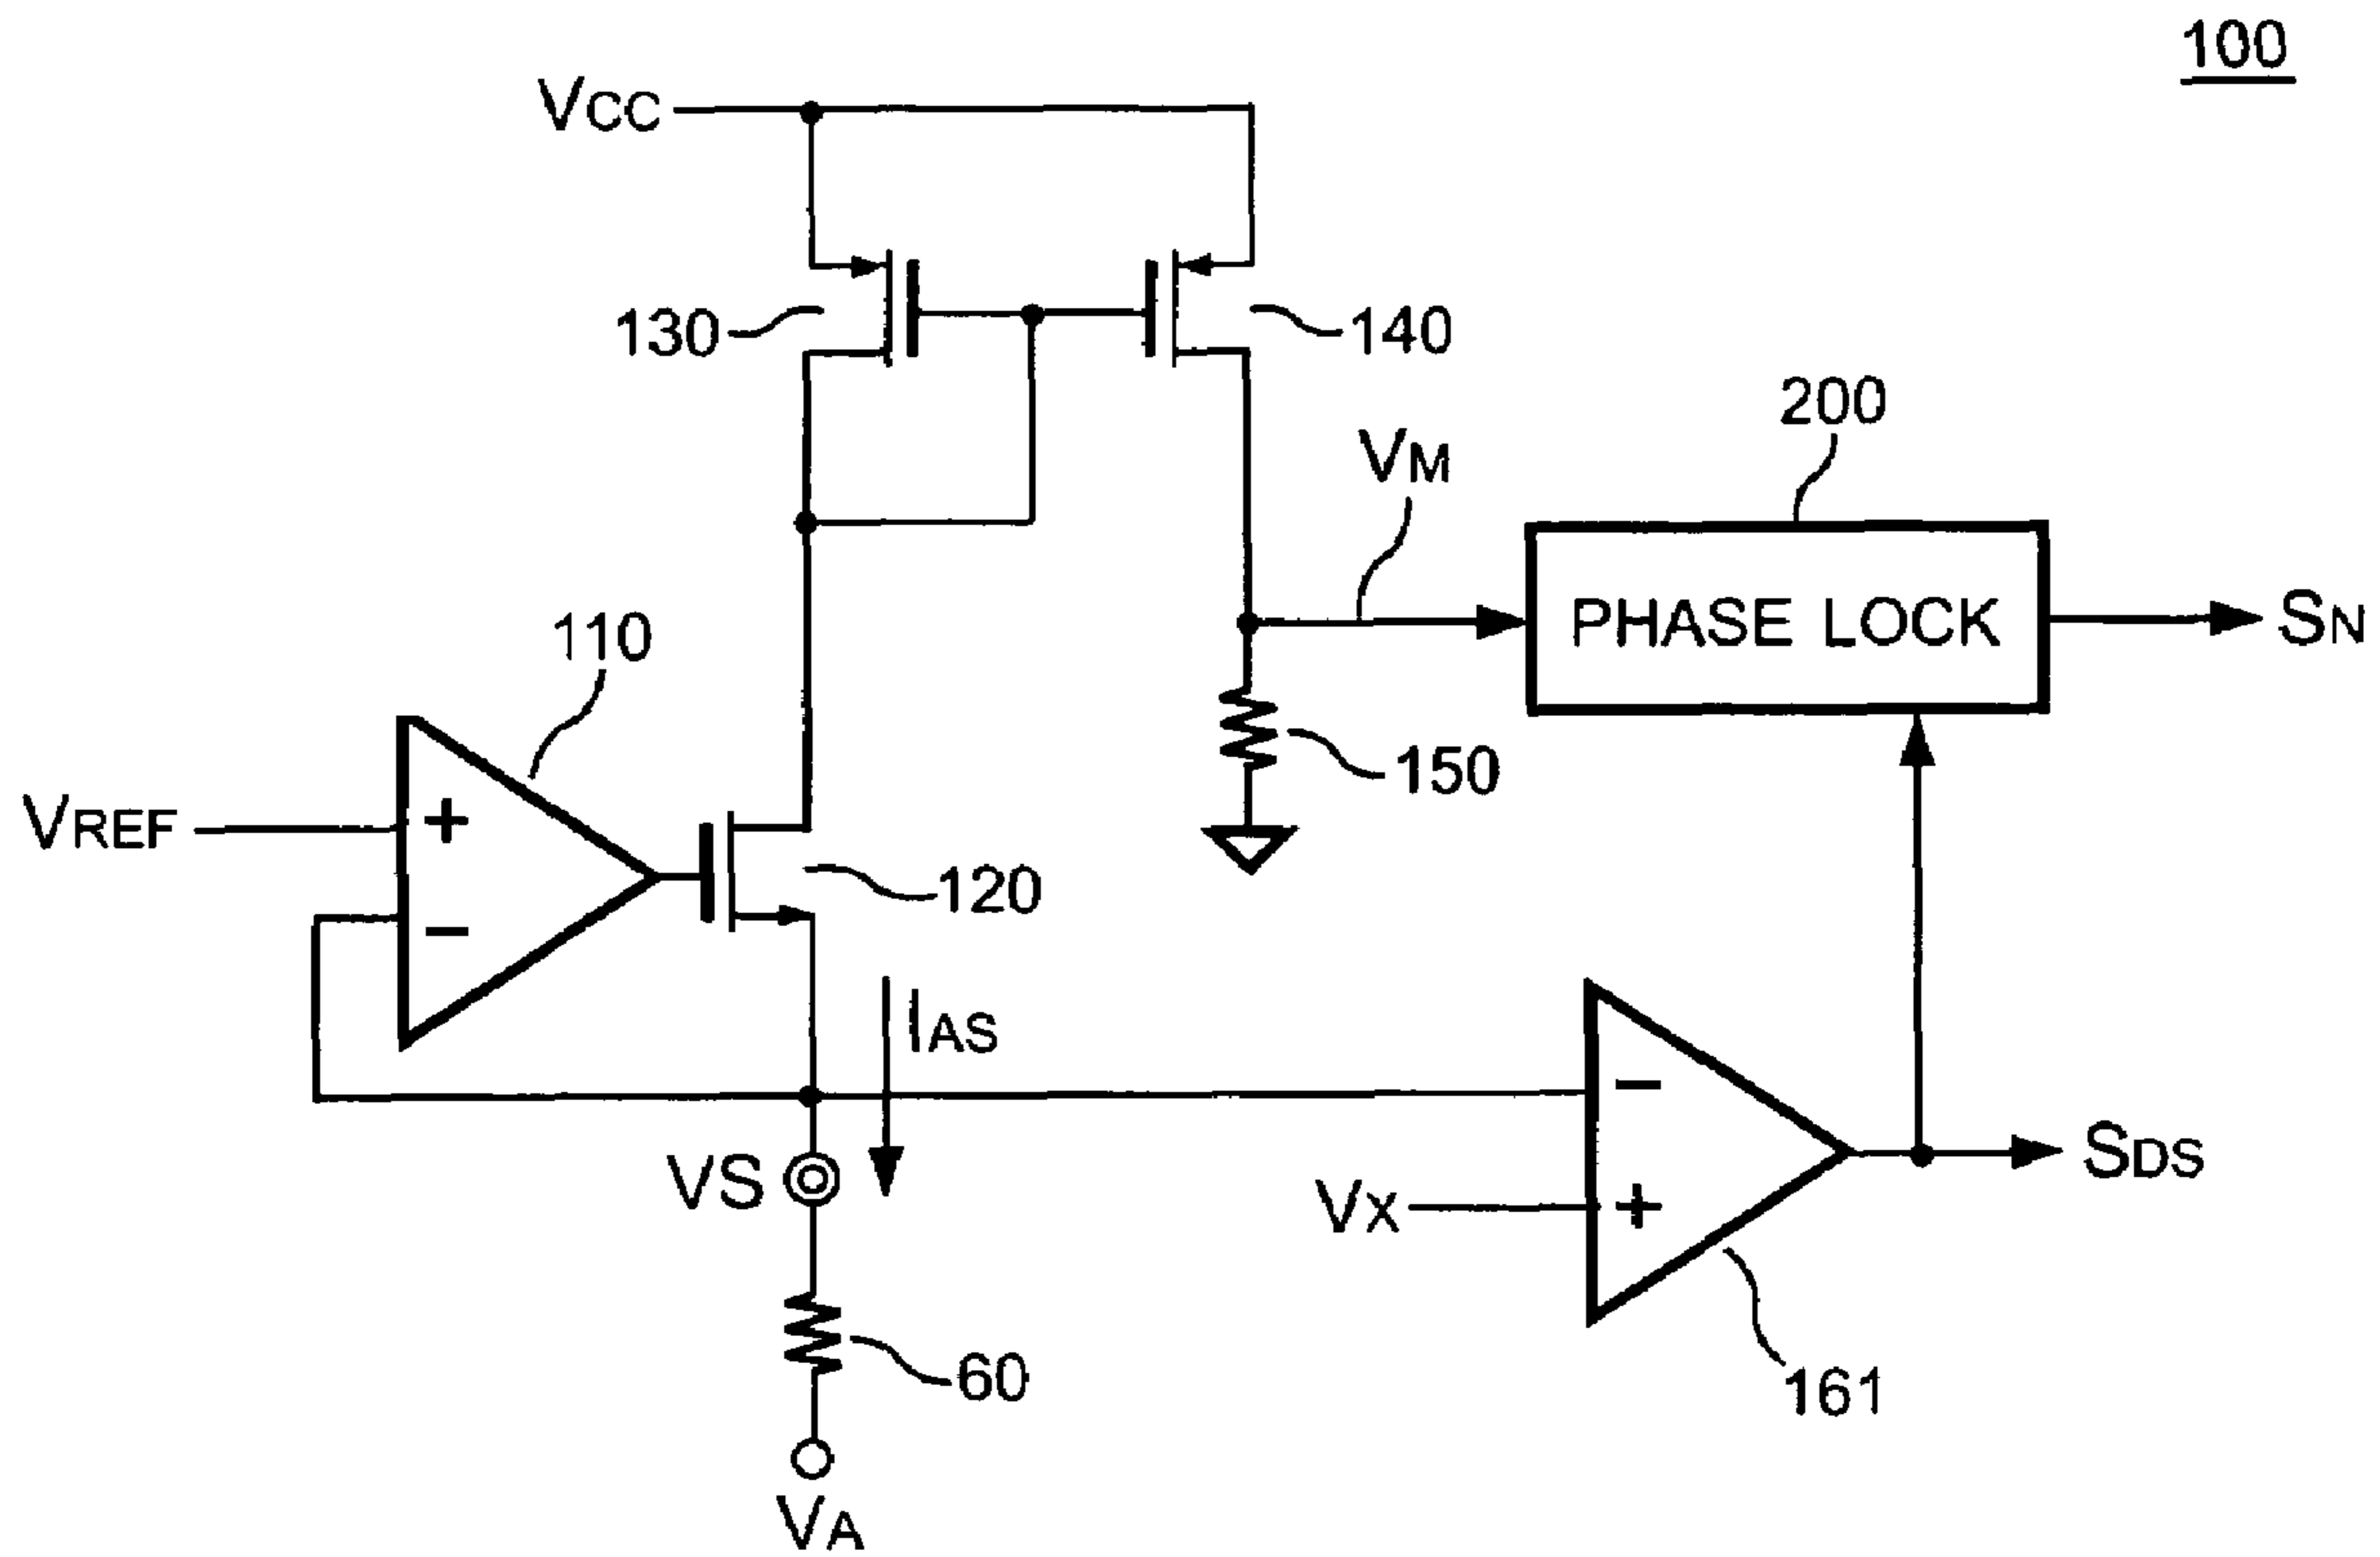 100
VCC
130
140
200
VM
PHASE LOCK
SN
110
150
VREF
+
−
120
IAS
VS
−
+
VX
SDS
60
161
VA